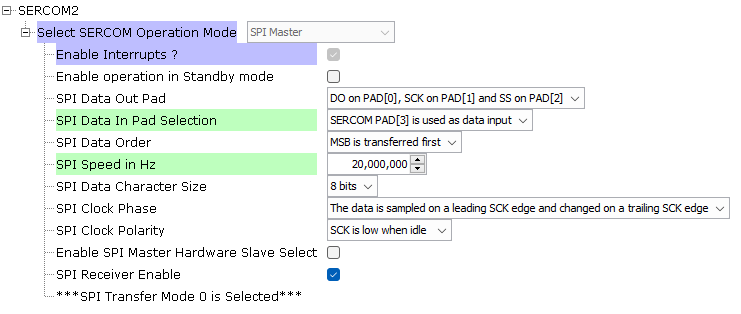 SERCOM2
Select SERCOM Operation Mode SPI Master
Enable Interrupts ?
Enable operation in Standby mode
SPI Data Out Pad DO on PAD[0], SCK on PAD[1] and SS on PAD[2]
SPI Data In Pad Selection SERCOM PAD[3] is used as data input
SPI Data Order MSB is transferred first
SPI Speed in Hz 20,000,000
SPI Data Character Size 8 bits
SPI Clock Phase The data is sampled on a leading SCK edge and changed on a trailing SCK edge
SPI Clock Polarity SCK is low when idle
Enable SPI Master Hardware Slave Select
SPI Receiver Enable
***SPI Transfer Mode 0 is Selected***